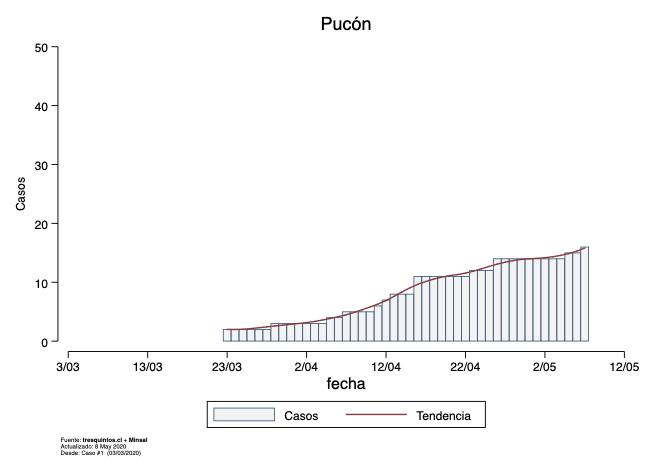 Pucón
50
40
30
20
10
0
Casos
3/03 13/03 23/03 2/04 12/04 22/04 2/05 12/05
fecha
Casos Tendencia
Fuente: tresquintos.cl + Minsal
Actualizado: 8 May 2020
Desde: Caso #1 (03/03/2020)